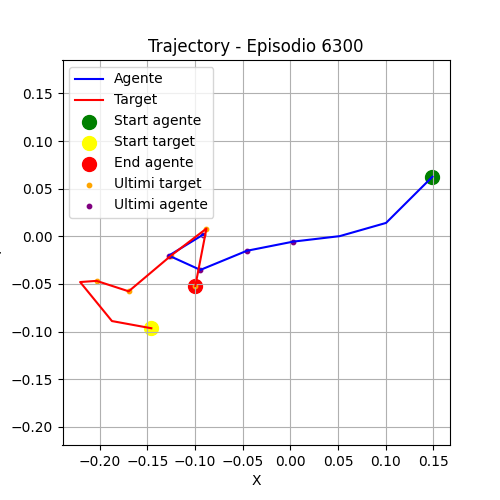 Trajectory - Episodio 6300
Agente
Target
Start agente
Start target
End agente
Ultimi target
Ultimi agente
0.15
0.10
0.05
0.00
−0.05
−0.10
−0.15
−0.20
−0.20 −0.15 −0.10 −0.05 0.00 0.05 0.10 0.15
X